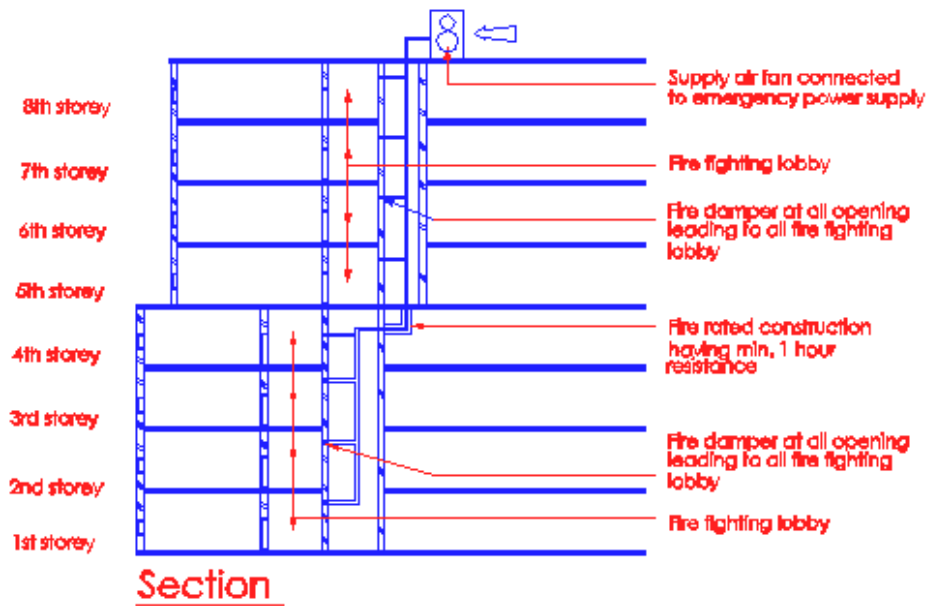 Supply air fan connected
to emergency power supply
8th storey
Fire fighting lobby
7th storey
Fire damper at all opening
leading to all fire fighting
lobby
6th storey
5th storey
Fire rated construction
having min. 1 hour
resistance
4th storey
3rd storey
Fire damper at all opening
leading to all fire fighting
lobby
2nd storey
Fire fighting lobby
1st storey
Section